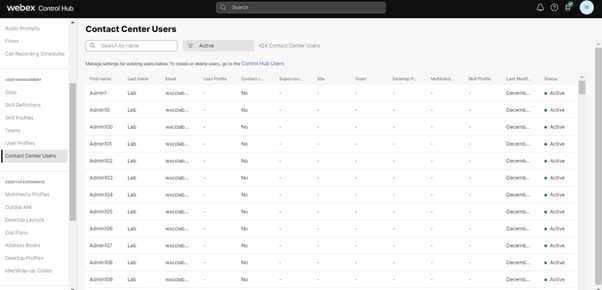 webex Control Hub
Search
W
Audio Prompts
Flows
Call Recording Schedules
USER MANAGEMENT
Sites
Skill Definitions
Skill Profiles
Teams
User Profiles
Contact Center Users
DESKTOP EXPERIENCE
Multimedia Profiles
Outdial ANI
Desktop Layouts
Dial Plans
Address Books
Desktop Profiles
Idle/Wrap-up Codes
Contact Center Users
Search by name
Active
424 Contact Center Users
Manage settings for existing users below. To create or delete users, go to the Control Hub Users
First name Last name Email User Profile Contact c... Superviso... Site Team Desktop P... Multimedi... Skill Profile Last Modif... Status
Admin1 Lab wxcclab... - No - - - - - - Decemb... Active
Admin10 Lab wxcclab... - No - - - - - - Decemb... Active
Admin100 Lab wxcclab... - No - - - - - - Decemb... Active
Admin101 Lab wxcclab... - No - - - - - - Decemb... Active
Admin102 Lab wxcclab... - No - - - - - - Decemb... Active
Admin103 Lab wxcclab... - No - - - - - - Decemb... Active
Admin104 Lab wxcclab... - No - - - - - - Decemb... Active
Admin105 Lab wxcclab... - No - - - - - - Decemb... Active
Admin106 Lab wxcclab... - No - - - - - - Decemb... Active
Admin107 Lab wxcclab... - No - - - - - - Decemb... Active
Admin108 Lab wxcclab... - No - - - - - - Decemb... Active
Admin109 Lab wxcclab... - No - - - - - - Decemb... Active